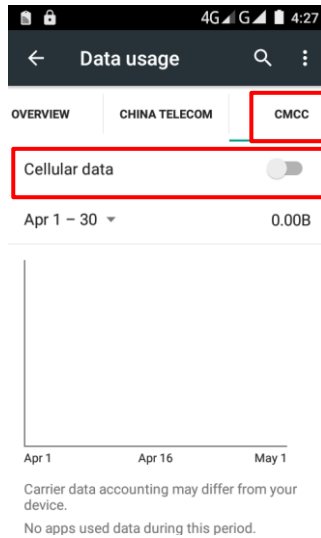 4G G 4:27
Data usage
OVERVIEW CHINA TELECOM CMCC
Cellular data
Apr 1 – 30 0.00B
Apr 1 Apr 16 May 1
Carrier data accounting may differ from your
device.
No apps used data during this period.